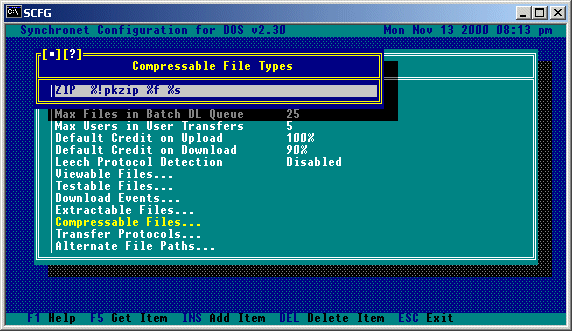 SCFG
Synchronet Configuration for DOS v2.30 Mon Nov 13 2000 08:13 pm
[■][?]
Compressable File Types
ZIP %!pkzip %f %s
Max Files in Batch DL Queue 25
Max Users in User Transfers 5
Default Credit on Upload 100%
Default Credit on Download 90%
Leech Protocol Detection Disabled
Viewable Files...
Testable Files...
Download Events...
Extractable Files...
Compressable Files...
Transfer Protocols...
Alternate File Paths...
F1 Help F5 Get Item INS Add Item DEL Delete Item ESC Exit